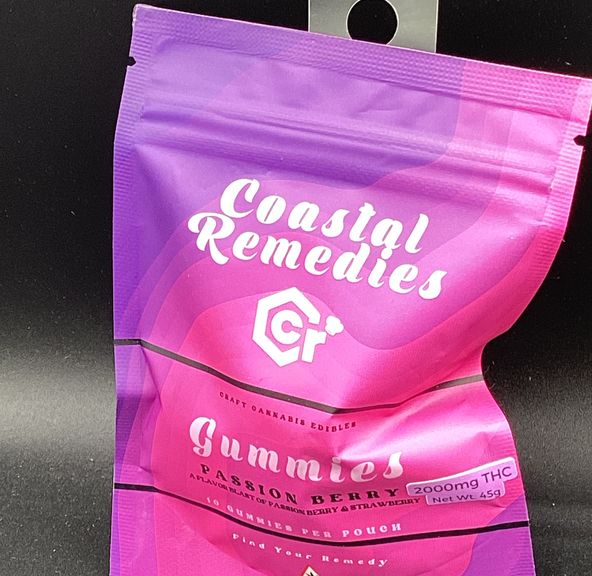 Coastal
Remedies
Cr
CRAFT CANNABIS EDIBLES
Gummies
PASSION BERRY
A FLAVOR BLAST OF PASSION BERRY & STRAWBERRY
2000mg THC
Net Wt. 45g
10 GUMMIES PER POUCH
Find Your Remedy